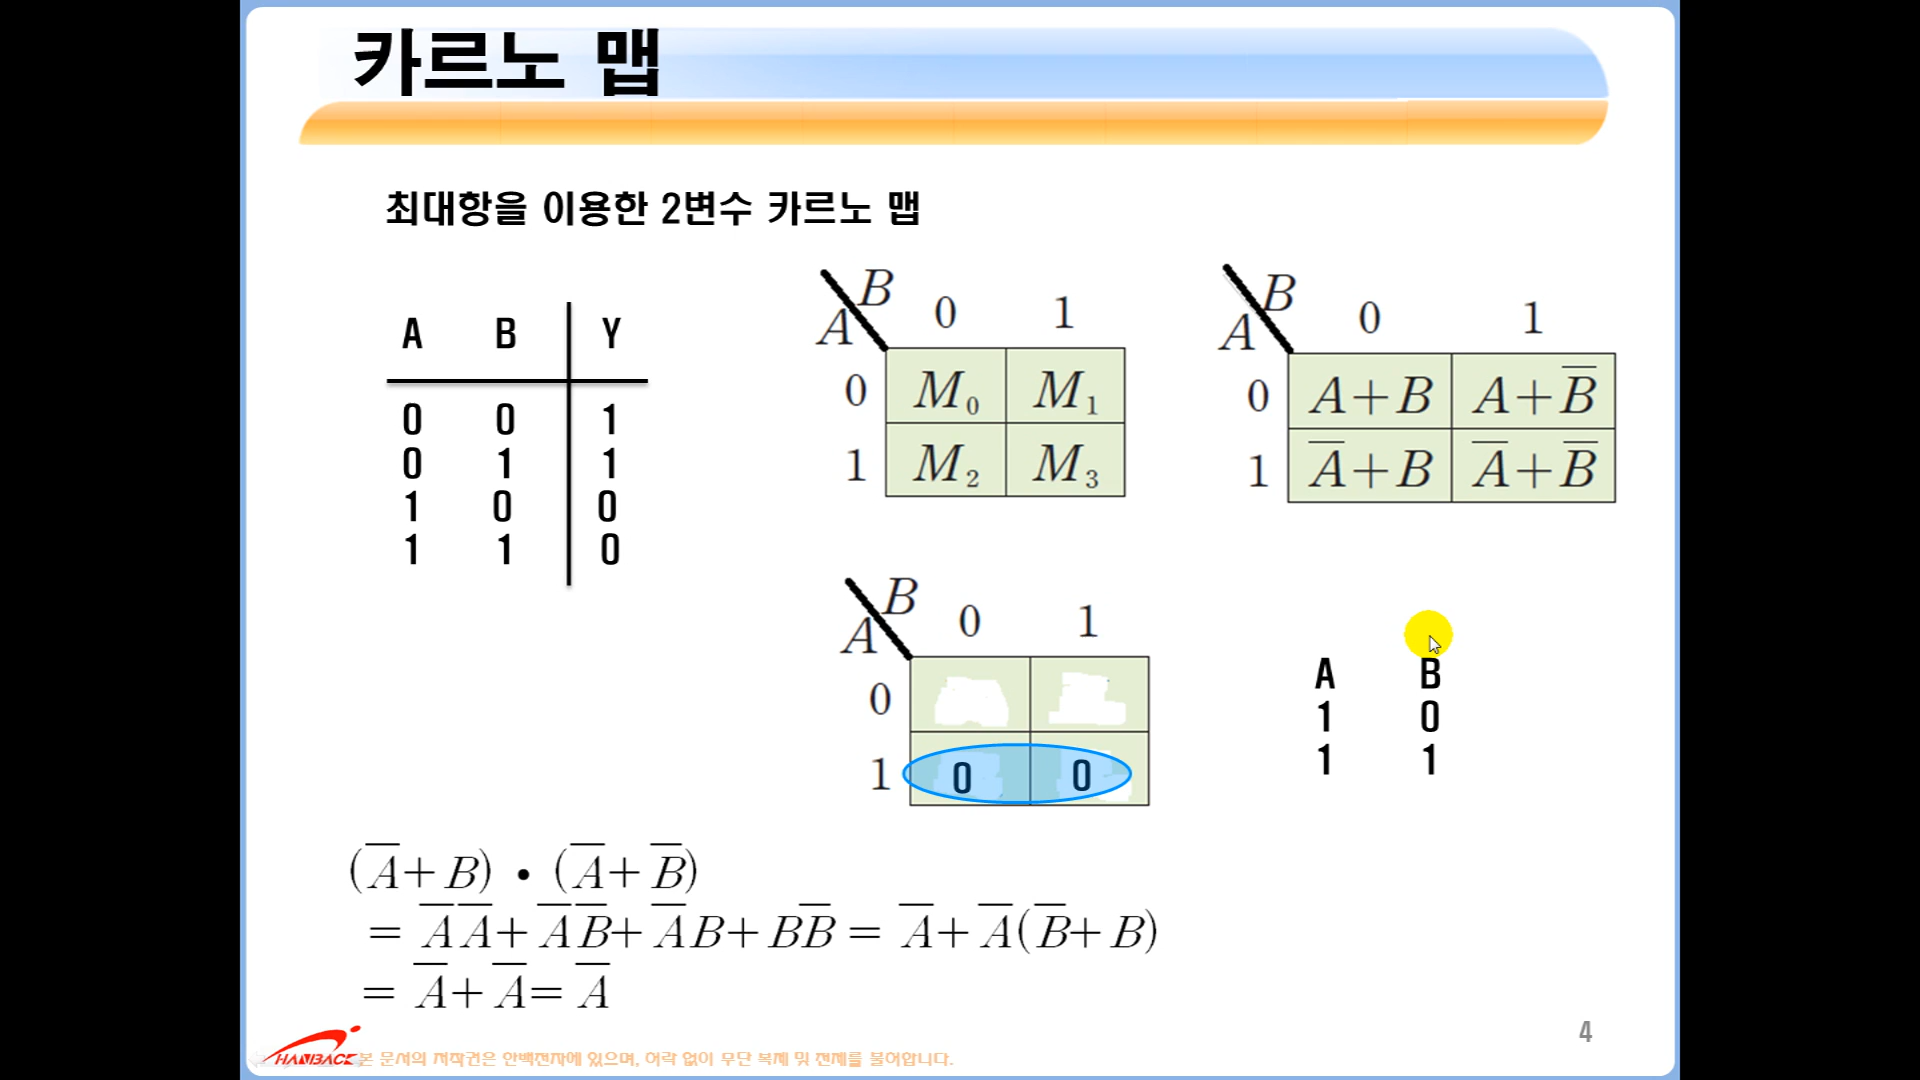 카르노 맵
최대항을 이용한 2변수 카르노 맵
A B Y
0 0 1
0 1 1
1 0 0
1 1 0
B
A 0 1
0 M₀ M₁
1 M₂ M₃
B
A 0 1
0 A+B A+B̅
1 A̅+B A̅+B̅
B
A 0 1
0
1 0 0
A B
1 0
1 1
(A̅+B) • (A̅+B̅)
= A̅A̅+A̅B̅+A̅B+BB̅ = A̅+A̅(B̅+B)
= A̅+A̅= A̅
HANBACK 본 문서의 저작권은 한백전자에 있으며, 허락 없이 무단 복제 및 전제를 불허합니다.
4